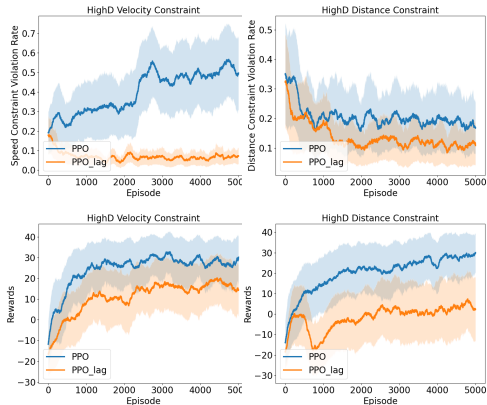 HighD Velocity Constraint
Speed Constraint Violation Rate
0.7
0.6
0.5
0.4
0.3
0.2
0.1
0.0
PPO
PPO_lag
0 1000 2000 3000 4000 5000
Episode
HighD Distance Constraint
Distance Constraint Violation Rate
0.5
0.4
0.3
0.2
0.1
PPO
PPO_lag
0 1000 2000 3000 4000 5000
Episode
HighD Velocity Constraint
Rewards
40
30
20
10
0
−10
−20
−30
PPO
PPO_lag
0 1000 2000 3000 4000 5000
Episode
HighD Distance Constraint
Rewards
40
30
20
10
0
−10
−20
−30
PPO
PPO_lag
0 1000 2000 3000 4000 5000
Episode